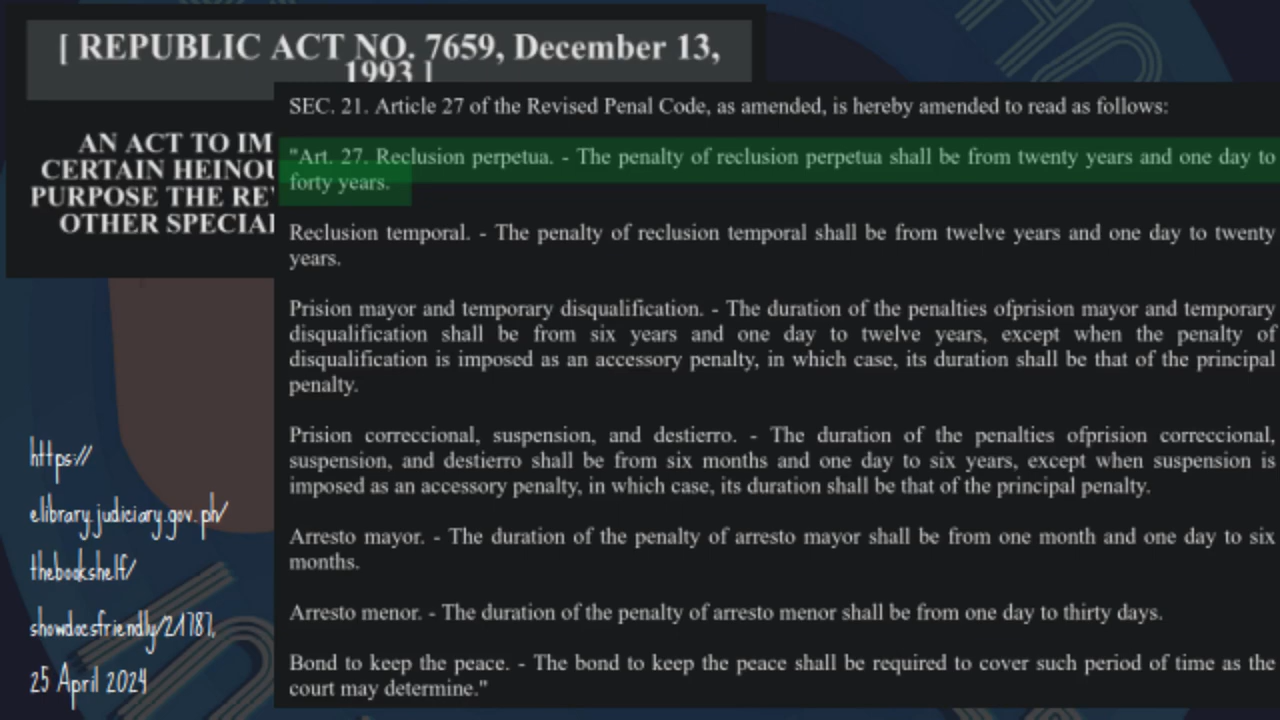 [ REPUBLIC ACT NO. 7659, December 13,
1993 ]
AN ACT TO IM
CERTAIN HEINOU
PURPOSE THE RE
OTHER SPECIAL
SEC. 21. Article 27 of the Revised Penal Code, as amended, is hereby amended to read as follows:
"Art. 27. Reclusion perpetua. - The penalty of reclusion perpetua shall be from twenty years and one day to
forty years.
Reclusion temporal. - The penalty of reclusion temporal shall be from twelve years and one day to twenty
years.
Prision mayor and temporary disqualification. - The duration of the penalties ofprision mayor and temporary
disqualification shall be from six years and one day to twelve years, except when the penalty of
disqualification is imposed as an accessory penalty, in which case, its duration shall be that of the principal
penalty.
Prision correccional, suspension, and destierro. - The duration of the penalties ofprision correccional,
suspension, and destierro shall be from six months and one day to six years, except when suspension is
imposed as an accessory penalty, in which case, its duration shall be that of the principal penalty.
Arresto mayor. - The duration of the penalty of arresto mayor shall be from one month and one day to six
months.
Arresto menor. - The duration of the penalty of arresto menor shall be from one day to thirty days.
Bond to keep the peace. - The bond to keep the peace shall be required to cover such period of time as the
court may determine."
https://
elibrary.judiciary.gov.ph/
thebookshelf/
showdocsfriendly/2/1787,
25 April 2024